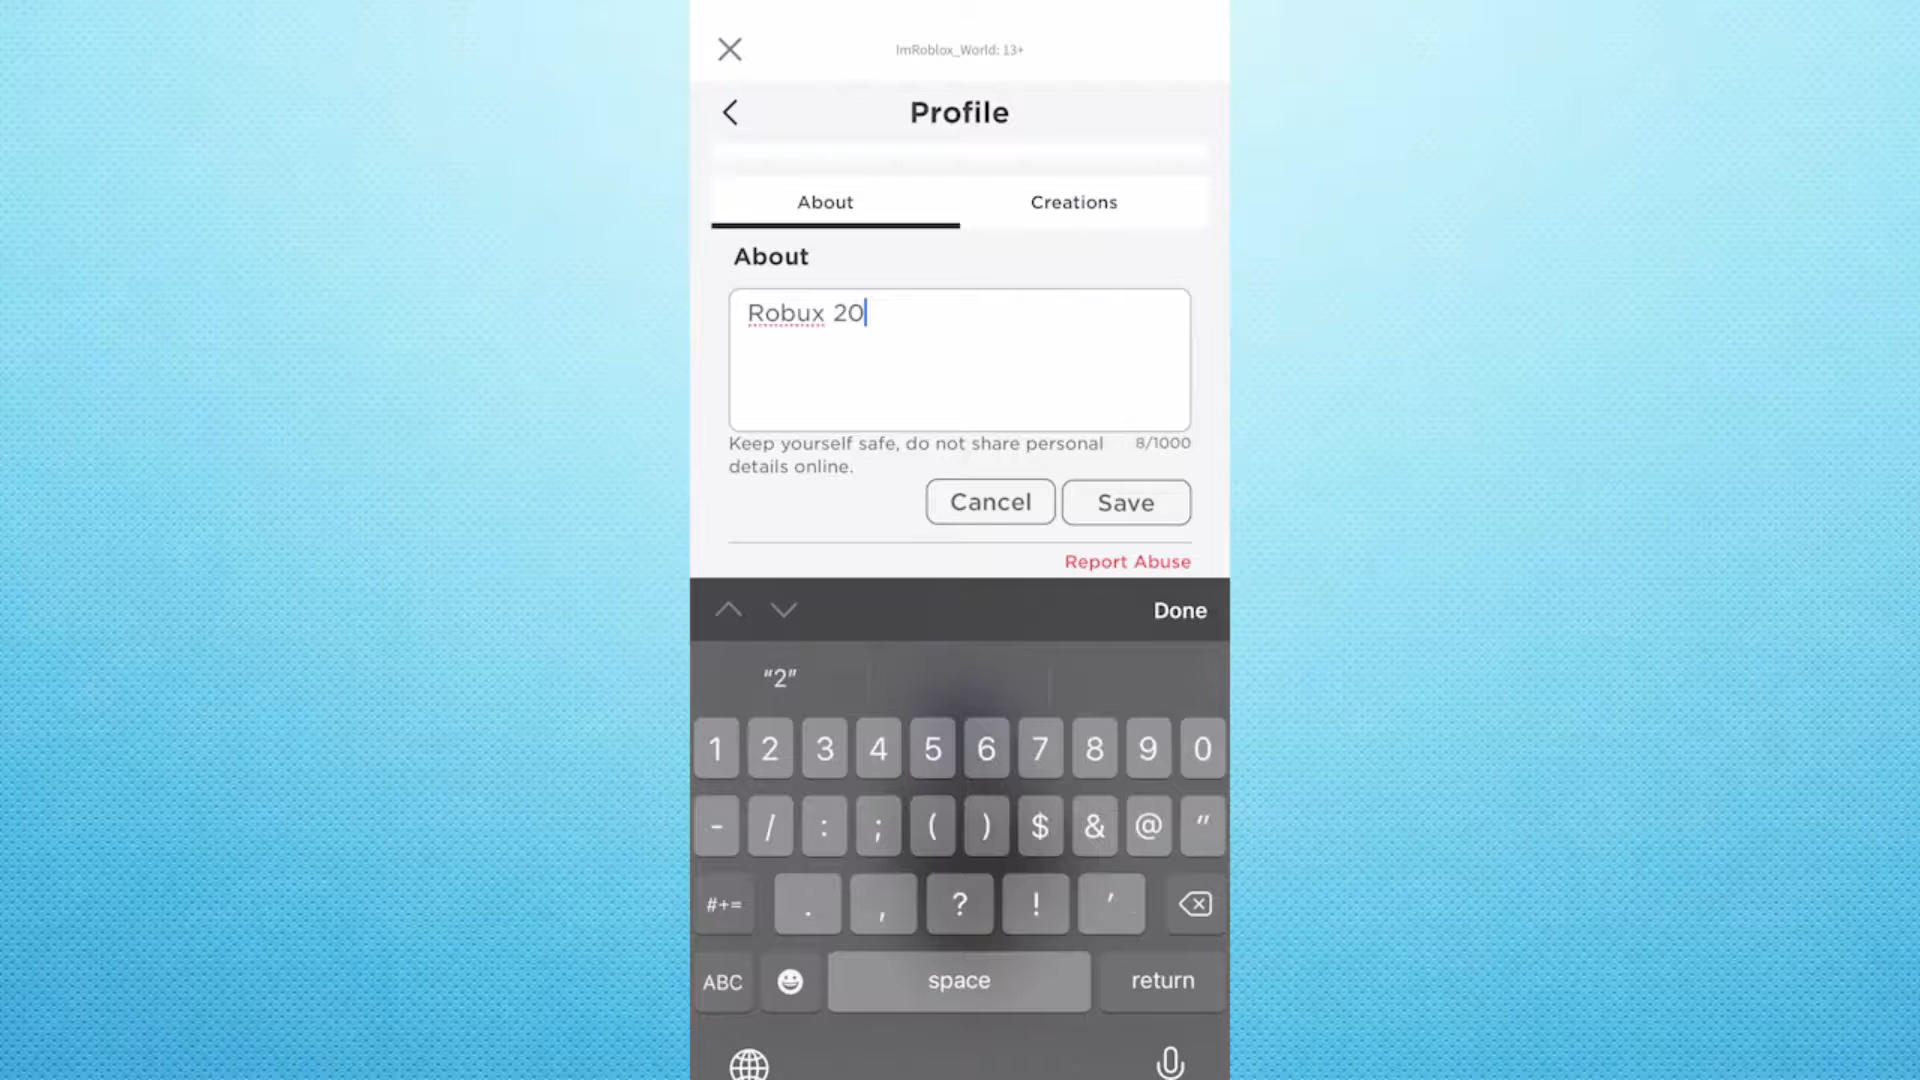 ImRoblox_World: 13+
Profile
About
Creations
About
Robux 20
Keep yourself safe, do not share personal
details online.
8/1000
Cancel
Save
Report Abuse
Done
“2”
1 2 3 4 5 6 7 8 9 0
- / : ; ( ) $ & @ "
#+= . , ? ! '
ABC space return